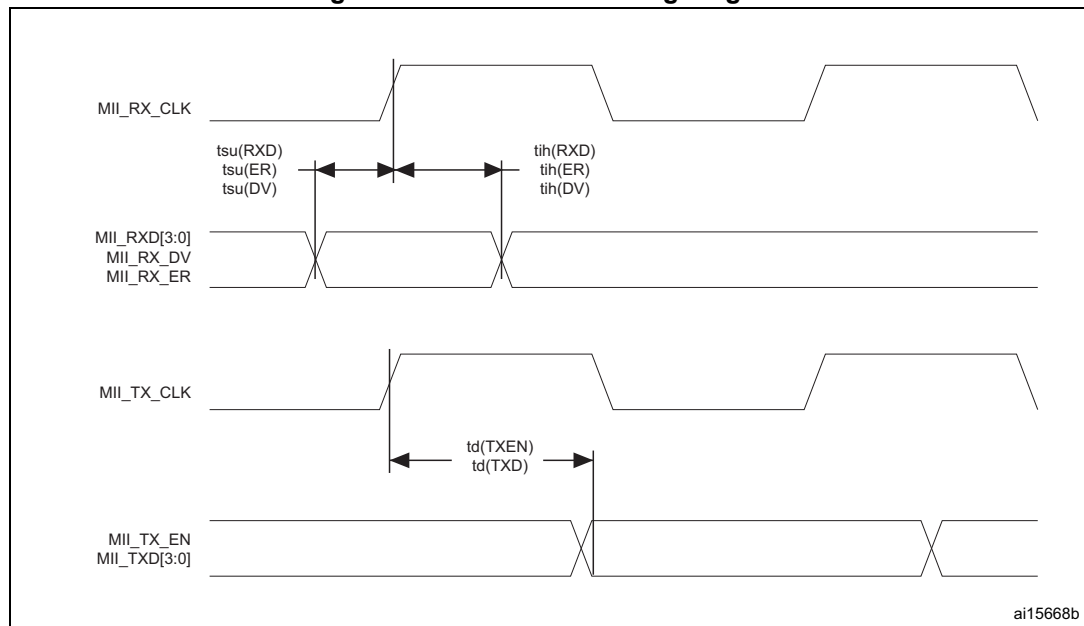 MII_RX_CLK
tsu(RXD)
tsu(ER)
tsu(DV)
tih(RXD)
tih(ER)
tih(DV)
MII_RXD[3:0]
MII_RX_DV
MII_RX_ER
MII_TX_CLK
td(TXEN)
td(TXD)
MII_TX_EN
MII_TXD[3:0]
ai15668b